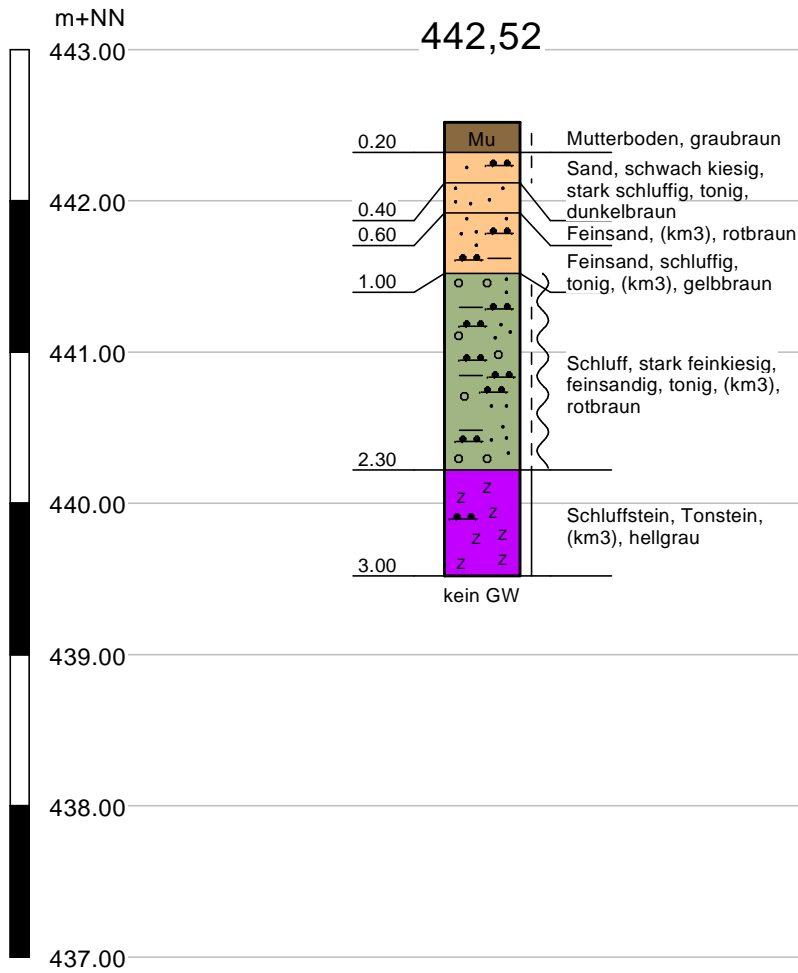 m+NN
442,52
443.00
Mu
0.20
Mutterboden, graubraun
Sand, schwach kiesig,
stark schluffig, tonig,
dunkelbraun
442.00
0.40
0.60
Feinsand, (km3), rotbraun
Feinsand, schluffig,
tonig, (km3), gelbbraun
1.00
441.00
Schluff, stark feinkiesig,
feinsandig, tonig, (km3),
rotbraun
2.30
440.00
z
z
z
z
z
z
z
Schluffstein, Tonstein,
(km3), hellgrau
3.00
kein GW
439.00
438.00
437.00